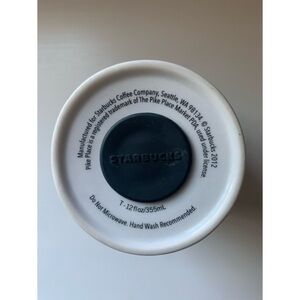 Manufactured for Starbucks Coffee Company, Seattle, WA 98134. © Starbucks 2012
Pike Place is a registered trademark of The Pike Place Market PDA, used under license
STARBUCKS
T - 12 fl oz/355mL
Do Not Microwave. Hand Wash Recommended.